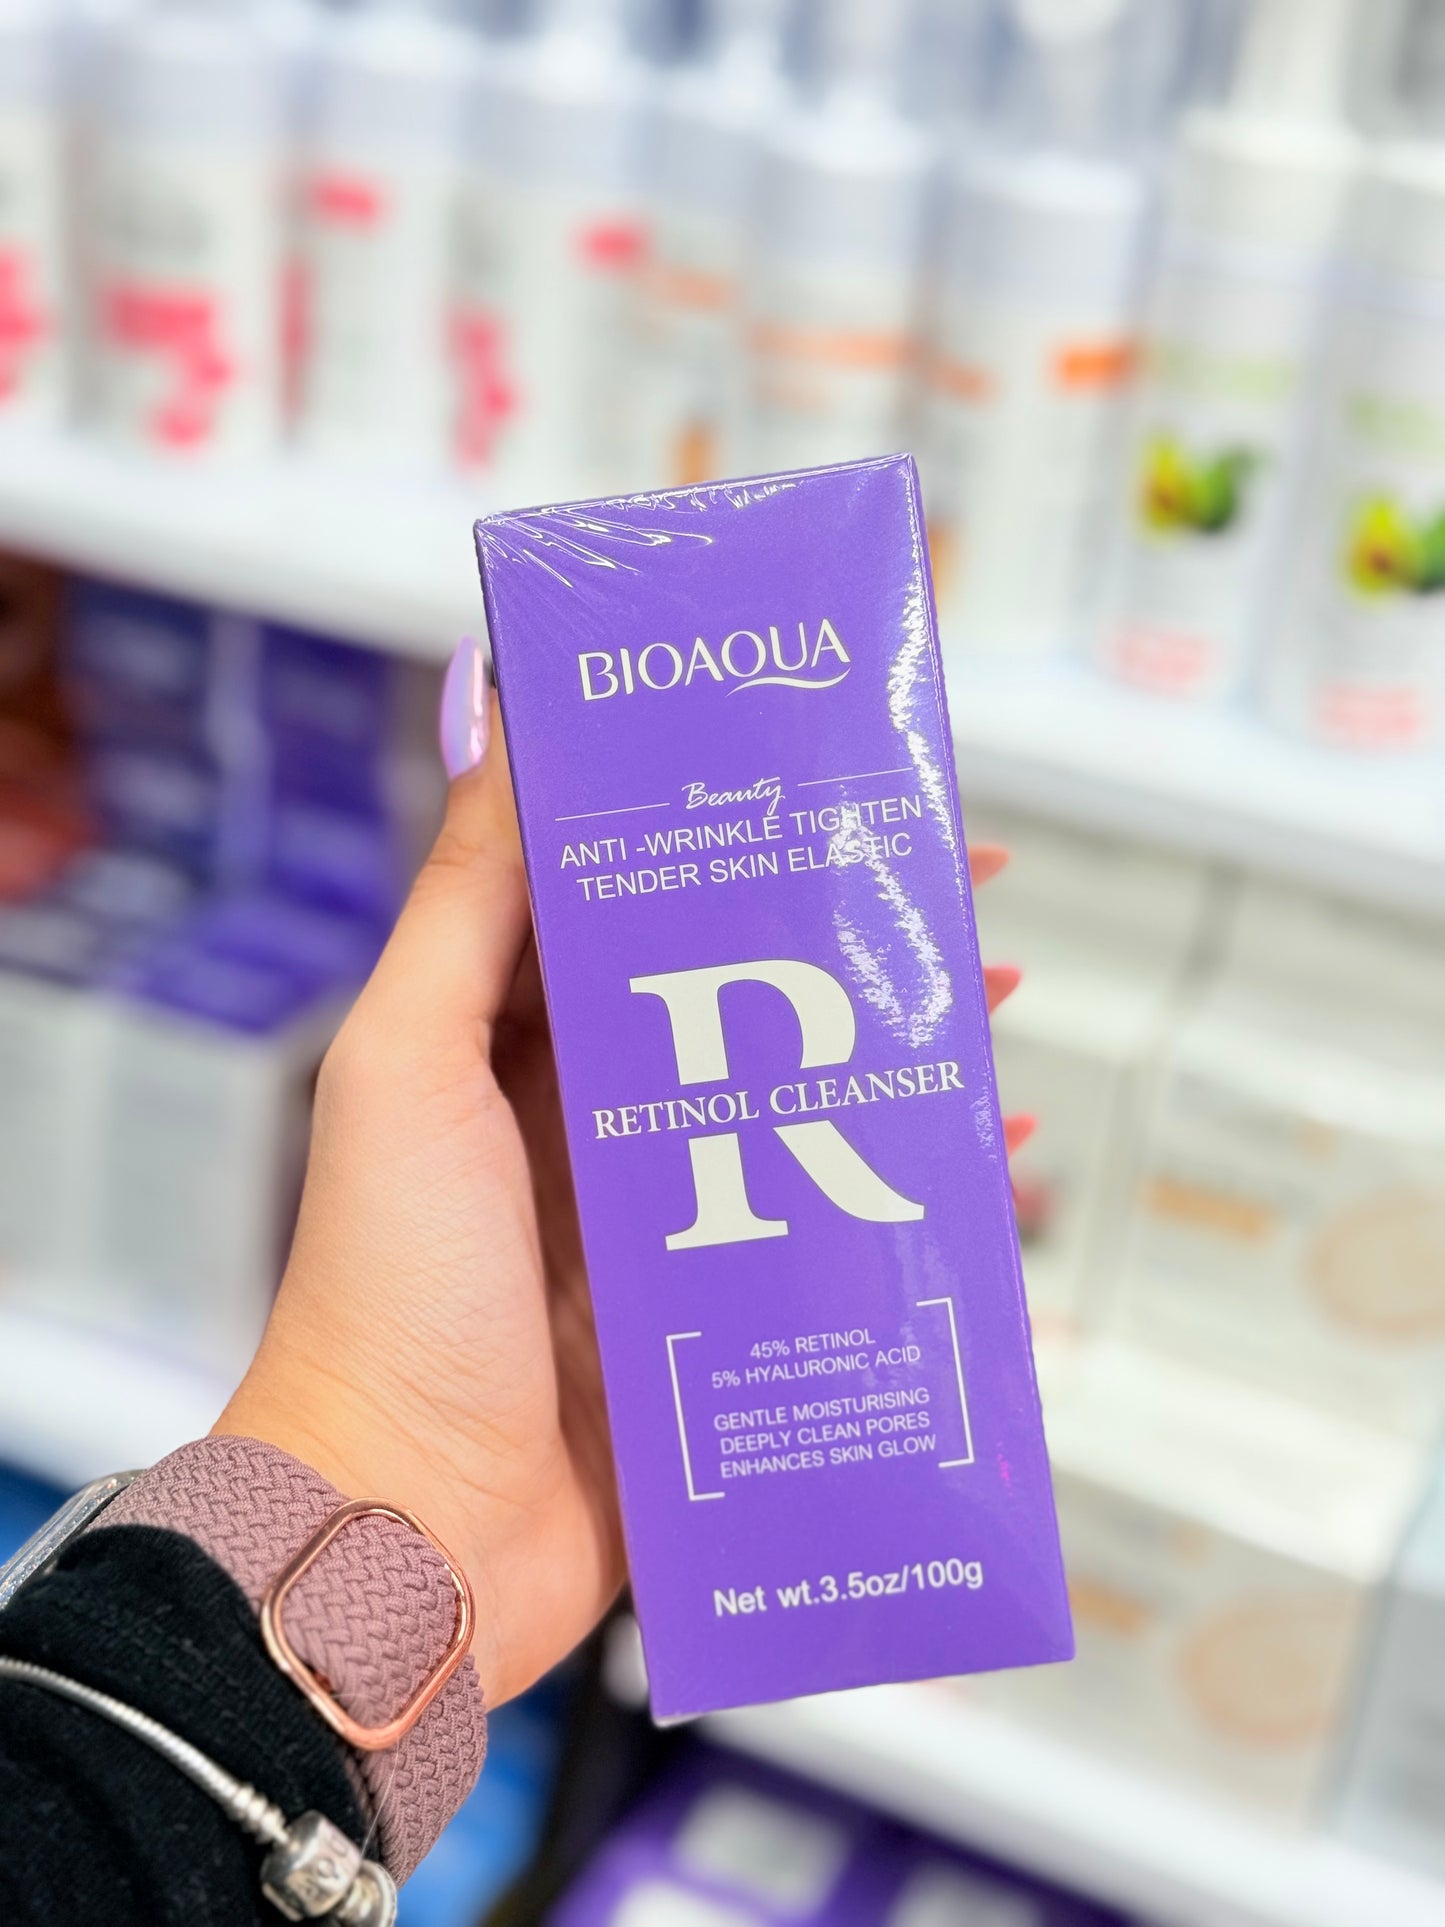 BIOAQUA
Beauty
ANTI -WRINKLE TIGHTEN
TENDER SKIN ELASTIC
R
RETINOL CLEANSER
45% RETINOL
5% HYALURONIC ACID
GENTLE MOISTURISING
DEEPLY CLEAN PORES
ENHANCES SKIN GLOW
Net wt.3.5oz/100g